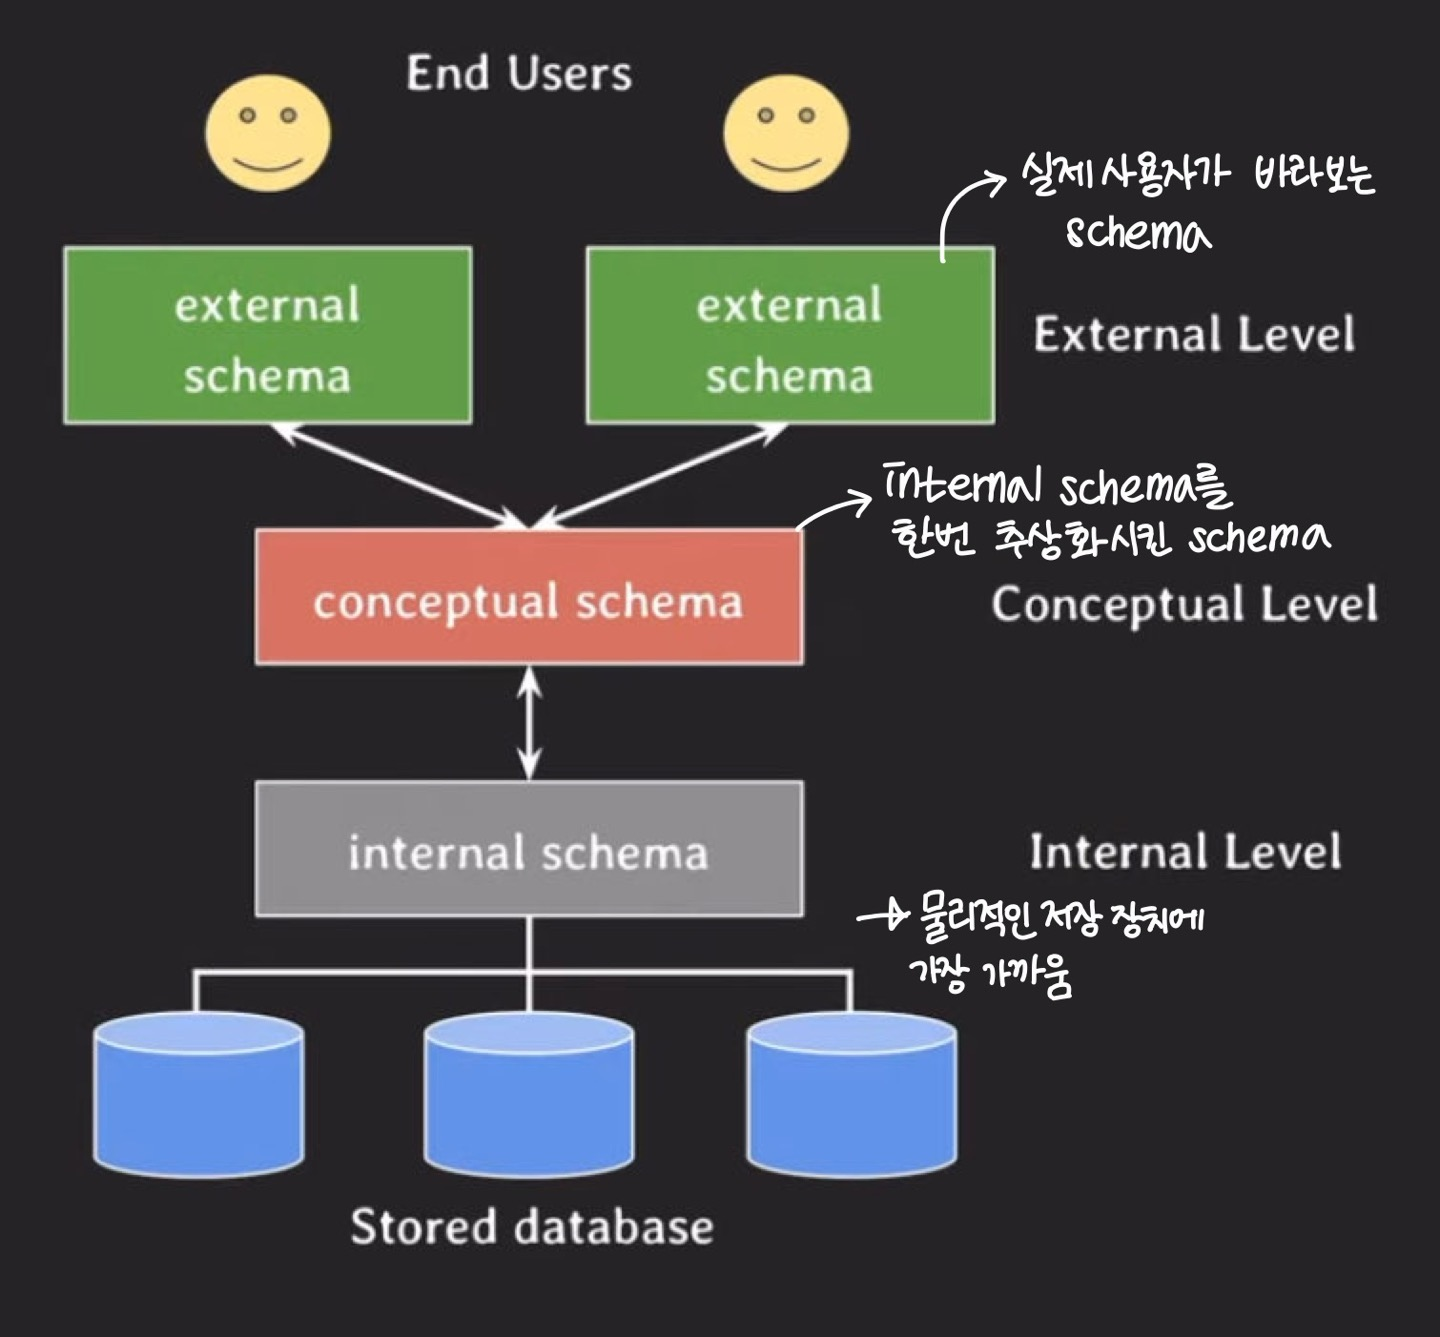 End Users
실제 사용자가 바라보는
schema
external
schema
external
schema
External Level
internal schema를
한번 추상화시킨 schema
conceptual schema
Conceptual Level
internal schema
Internal Level
물리적인 저장 장치에
가장 가까움
Stored database